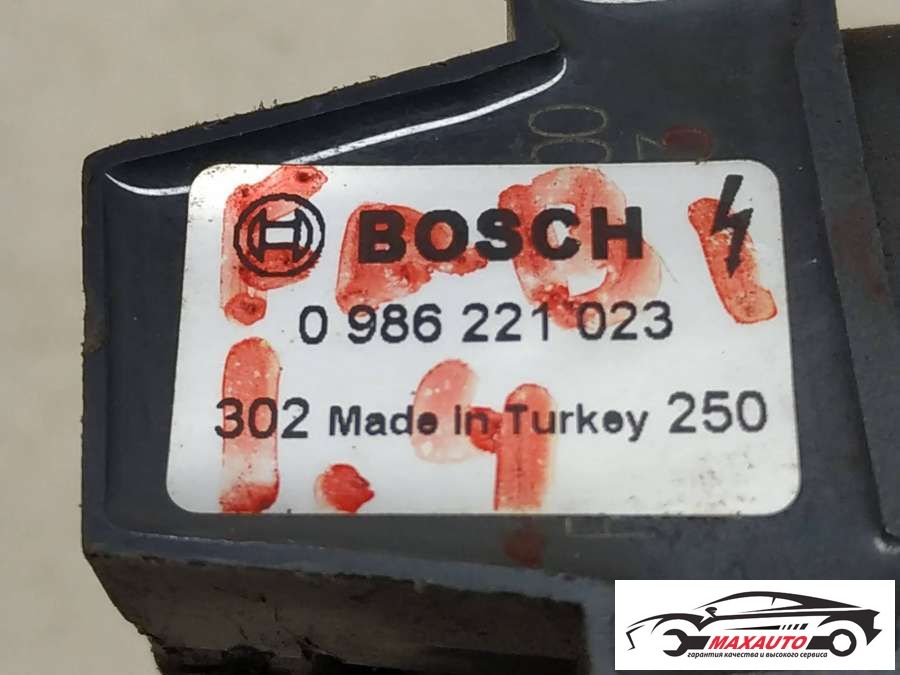 BOSCH
0 986 221 023
302 Made in Turkey 250
MAXAUTO
гарантия качества и высокого сервиса